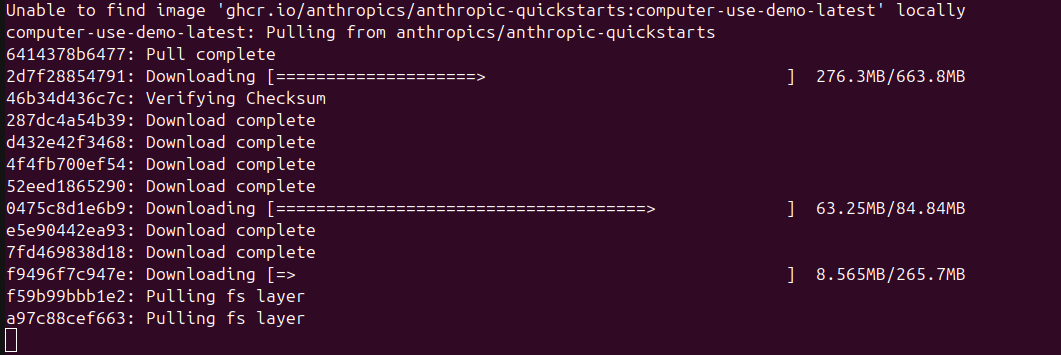 Unable to find image 'ghcr.io/anthropics/anthropic-quickstarts:computer-use-demo-latest' locally
computer-use-demo-latest: Pulling from anthropics/anthropic-quickstarts
6414378b6477: Pull complete
2d7f28854791: Downloading [====================>                              ]  276.3MB/663.8MB
46b34d436c7c: Verifying Checksum
287dc4a54b39: Download complete
d432e42f3468: Download complete
4f4fb700ef54: Download complete
52eed1865290: Download complete
0475c8d1e6b9: Downloading [=====================================>             ]  63.25MB/84.84MB
e5e90442ea93: Download complete
7fd469838d18: Download complete
f9496f7c947e: Downloading [=>                                                 ]  8.565MB/265.7MB
f59b99bbb1e2: Pulling fs layer
a97c88cef663: Pulling fs layer